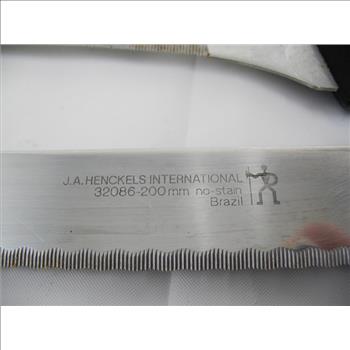 J.A.HENCKELS INTERNATIONAL
32086-200mm no-stain
Brazil